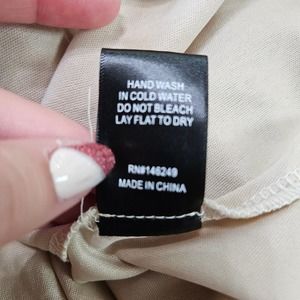 HAND WASH
IN COLD WATER
DO NOT BLEACH
LAY FLAT TO DRY
RN#146249
MADE IN CHINA